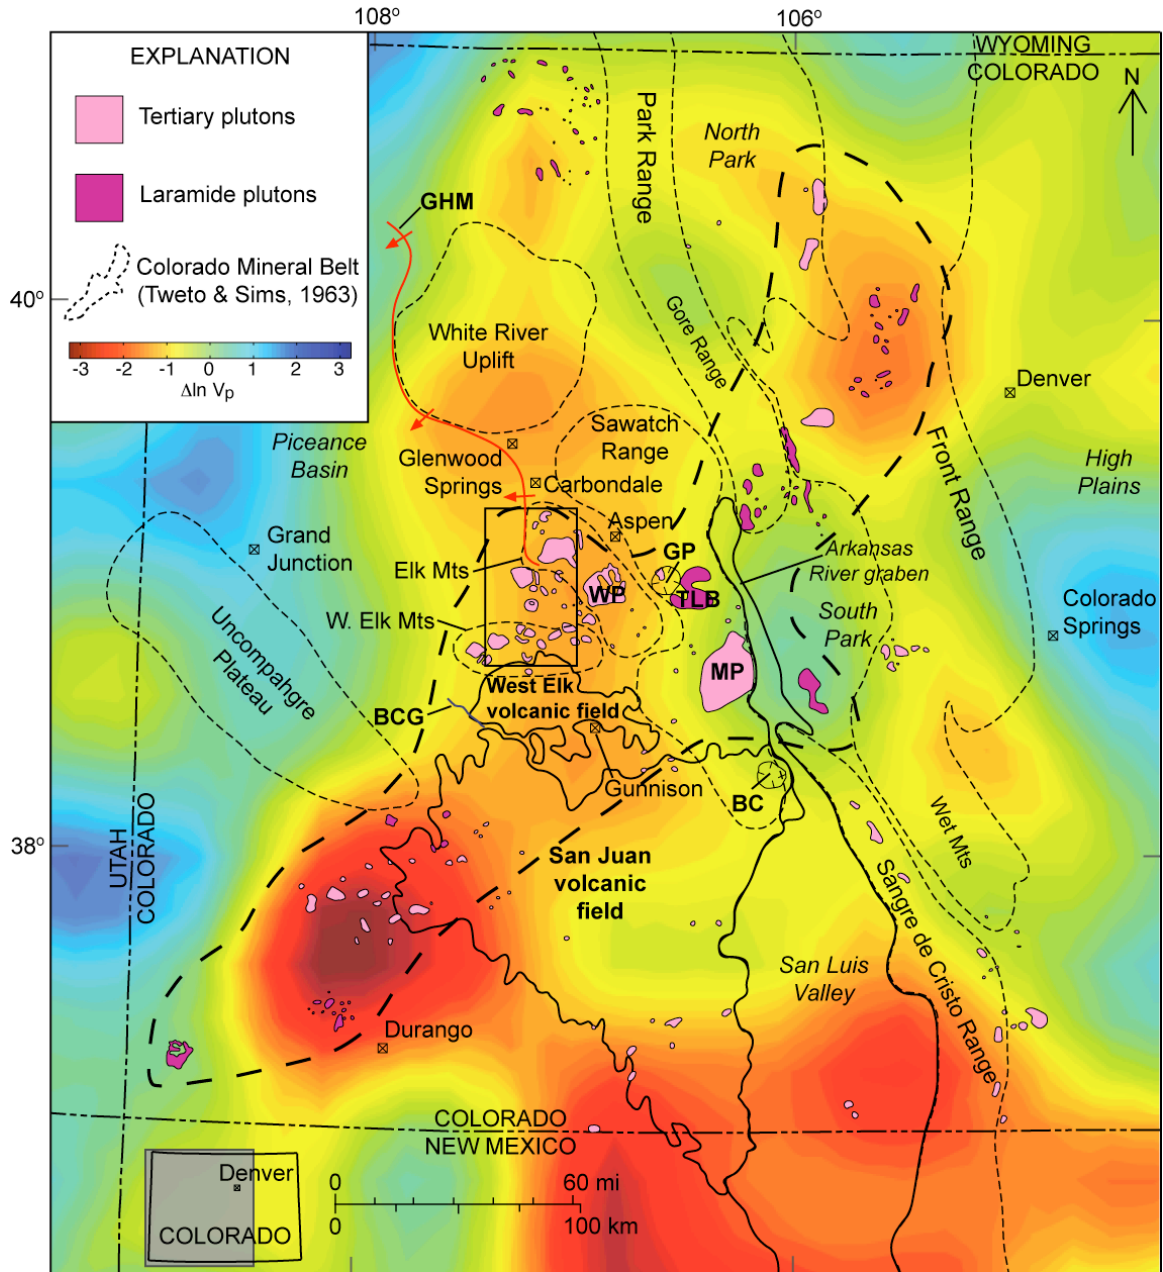 108°
106°
EXPLANATION
Tertiary plutons
Laramide plutons
Colorado Mineral Belt
(Tweto & Sims, 1963)
-3 -2 -1 0 1 2 3
Δln Vp
WYOMING
COLORADO
N
Park Range
North
Park
GHM
40°
White River
Uplift
Gore Range
Denver
Piceance
Basin
Sawatch
Range
Front Range
High
Plains
Glenwood
Springs
Carbondale
Aspen
Grand
Junction
GP
Arkansas
River graben
Elk Mts
WP
TLB
Colorado
Springs
South
Park
W. Elk Mts
Uncompahgre
Plateau
MP
West Elk
volcanic field
BCG
Gunnison
BC
Wet Mts
38°
UTAH
COLORADO
San Juan
volcanic
field
Sangre de Cristo Range
San Luis
Valley
Durango
COLORADO
NEW MEXICO
Denver
COLORADO
0 60 mi
0 100 km